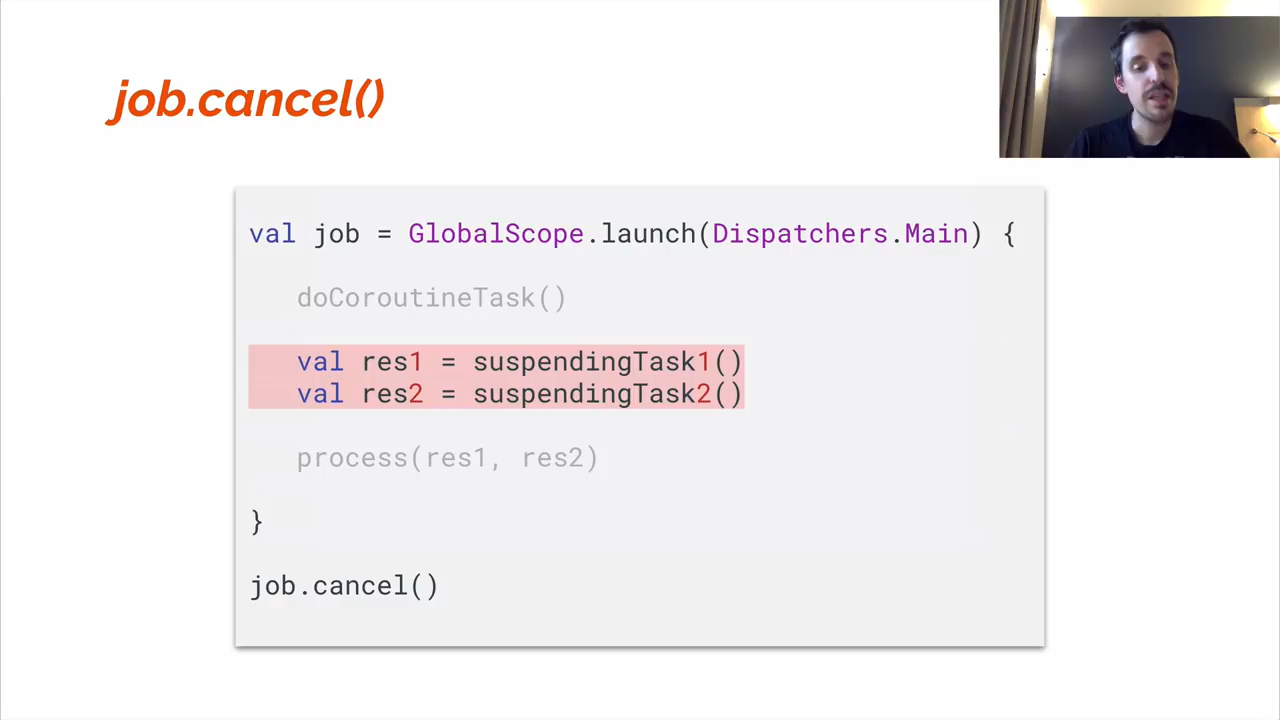 job.cancel()
val job = GlobalScope.launch(Dispatchers.Main) {
doCoroutineTask()
val res1 = suspendingTask1()
val res2 = suspendingTask2()
process(res1, res2)
}
job.cancel()